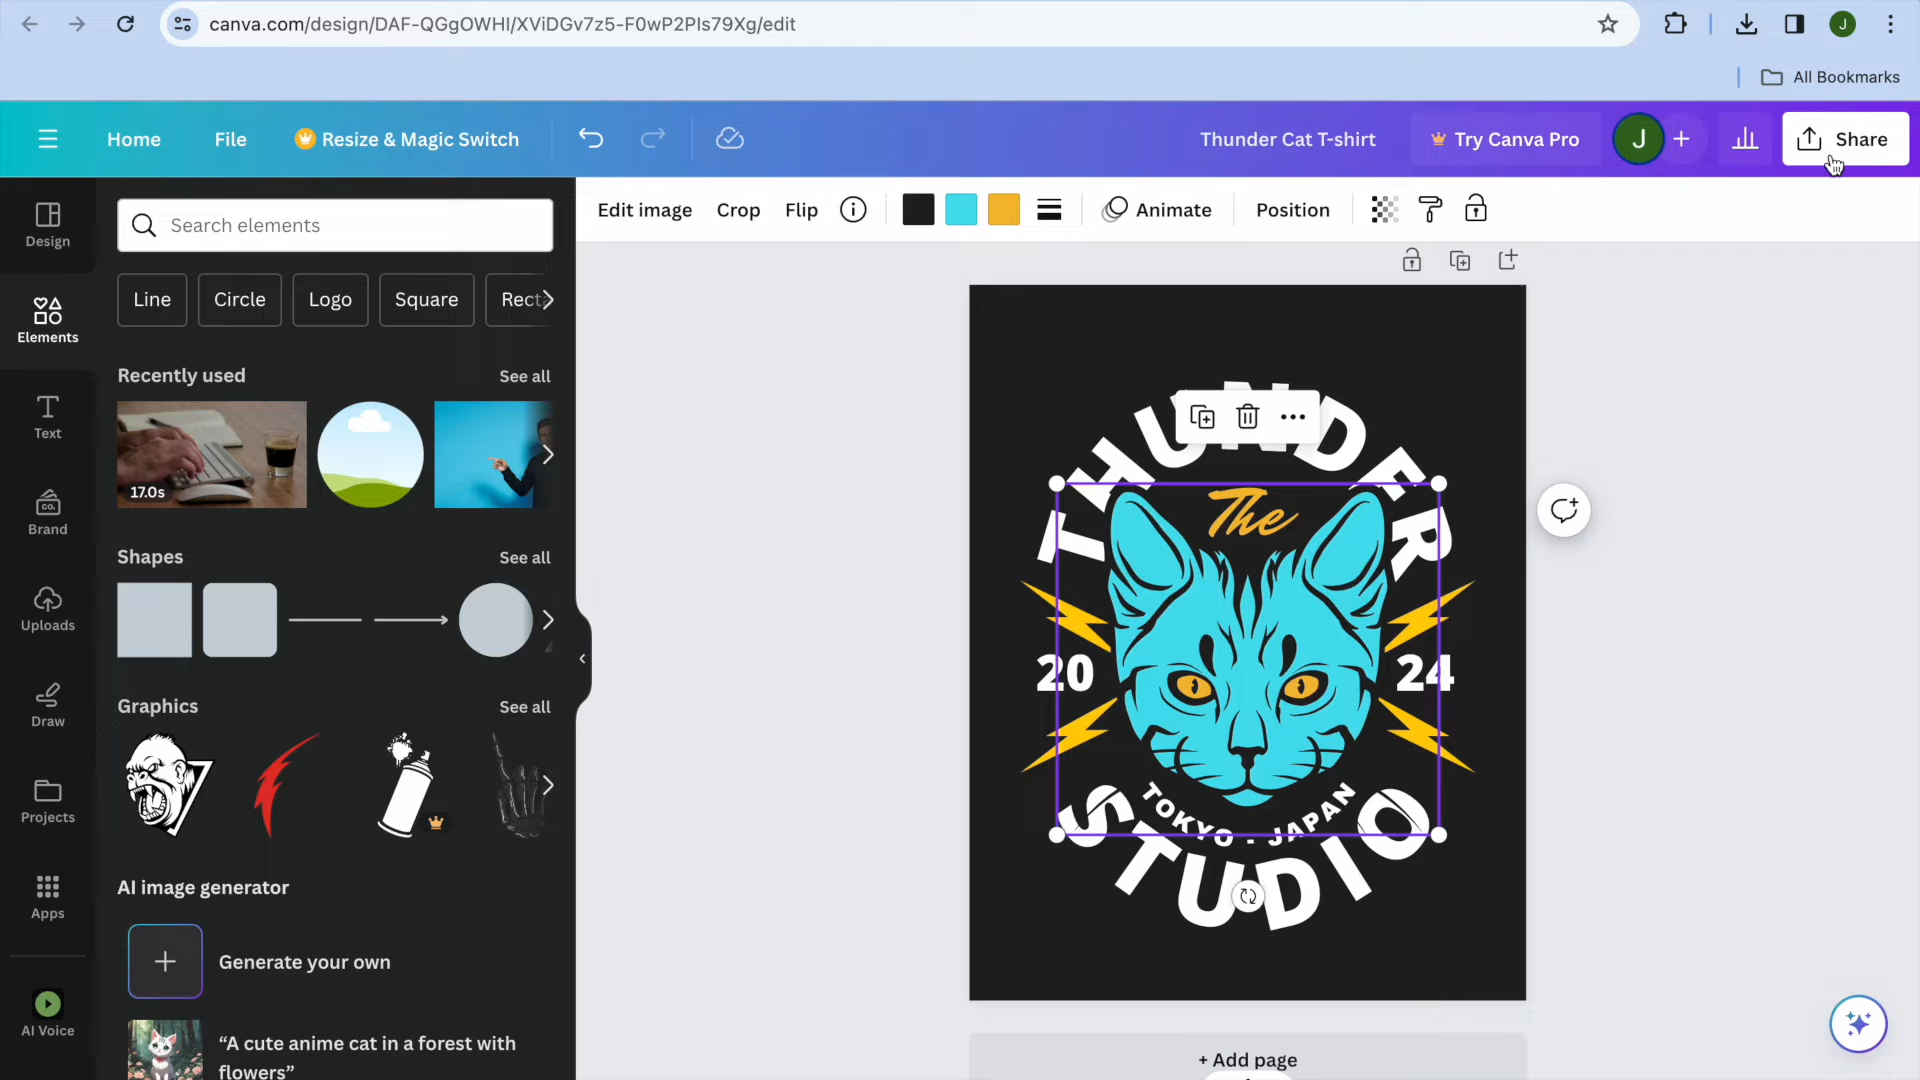 canva.com/design/DAF-QGgOWHI/XViDGv7z5-F0wP2PIs79Xg/edit
J
All Bookmarks
Home
File
Resize & Magic Switch
Thunder Cat T-shirt
Try Canva Pro
J
Share
Design
Elements
Text
CO.
Brand
Uploads
Draw
Projects
Apps
AI Voice
Search elements
Line
Circle
Logo
Square
Recta
Recently used
See all
17.0s
Shapes
See all
Graphics
See all
AI image generator
Generate your own
“A cute anime cat in a forest with
flowers”
Edit image
Crop
Flip
Animate
Position
THUNDER
The
20
24
TOKYO - JAPAN
STUDIO
+ Add page